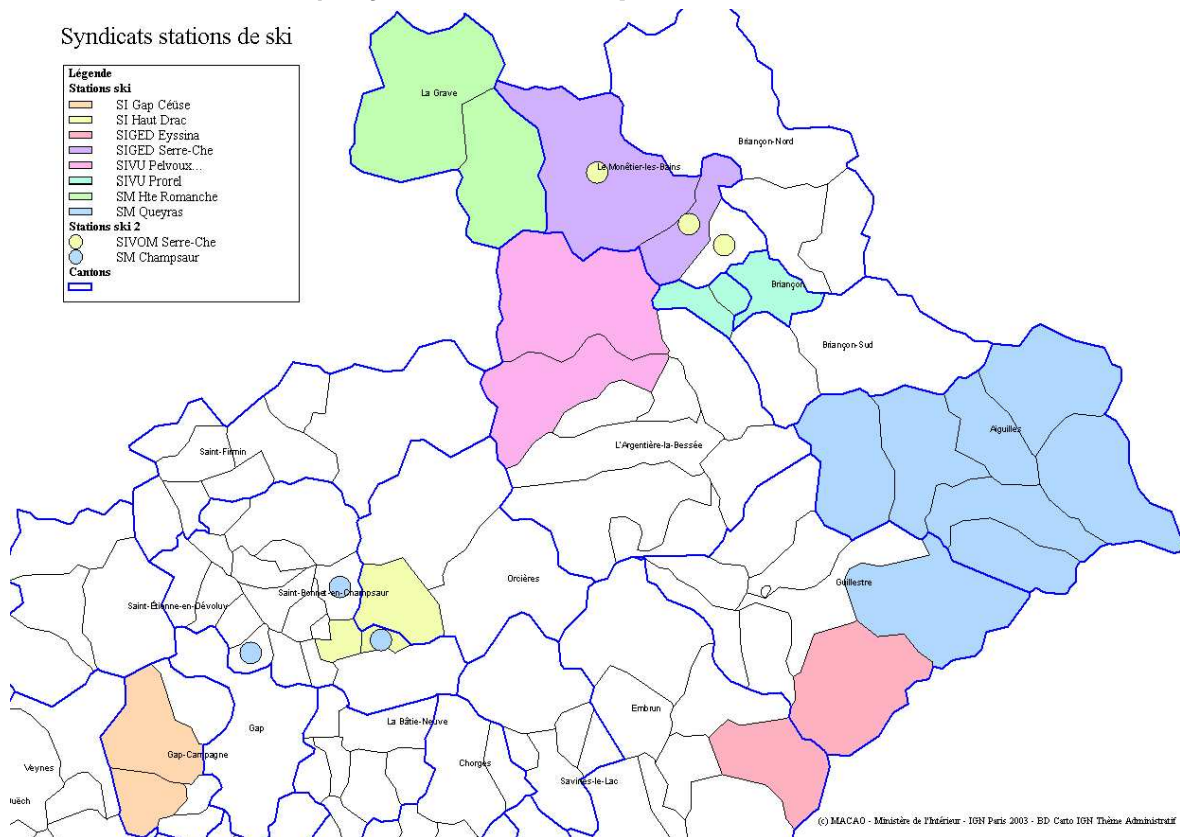 Syndicats stations de ski
Légende
Stations ski
SI Gap Céüse
SI Haut Drac
SIGED Eyssina
SIGED Serre-Che
SIVU Pelvoux...
SIVU Prorel
SM Hte Romanche
SM Queyras
Stations ski 2
SIVOM Serre-Che
SM Champsaur
Cantons
La Grave
Briançon-Nord
Le Monêtier-les-Bains
Briançon
Briançon-Sud
Aiguilles
L'Argentière-la-Bessée
Saint-Firmin
Orcières
Guillestre
Saint-Bonnet-en-Champsaur
Saint-Étienne-en-Dévoluy
Embrun
La Bâtie-Neuve
Gap
Gap-Campagne
Chorges
Veynes
Savines-le-Lac
ouëch
(c) MACAO - Ministère de l'Intérieur - IGN Paris 2003 - BD Carto IGN Thème Administratif